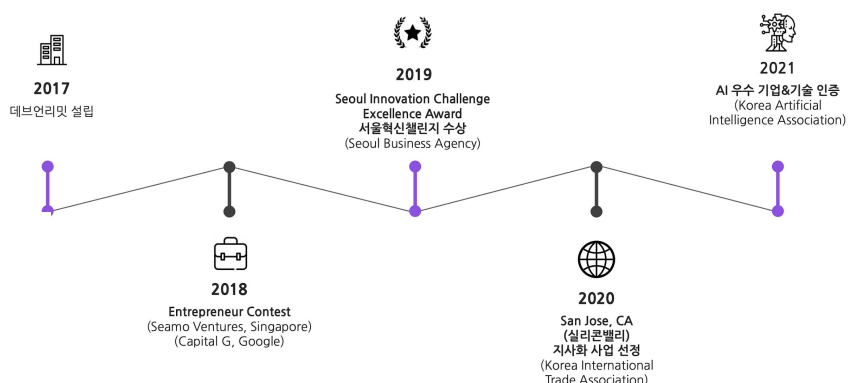 2017
데브언리밋 설립
2018
Entrepreneur Contest
(Seamo Ventures, Singapore)
(Capital G, Google)
2019
Seoul Innovation Challenge
Excellence Award
서울혁신챌린지 수상
(Seoul Business Agency)
2020
San Jose, CA
(실리콘밸리)
지사화 사업 선정
(Korea International
Trade Association)
2021
AI 우수 기업&기술 인증
(Korea Artificial
Intelligence Association)